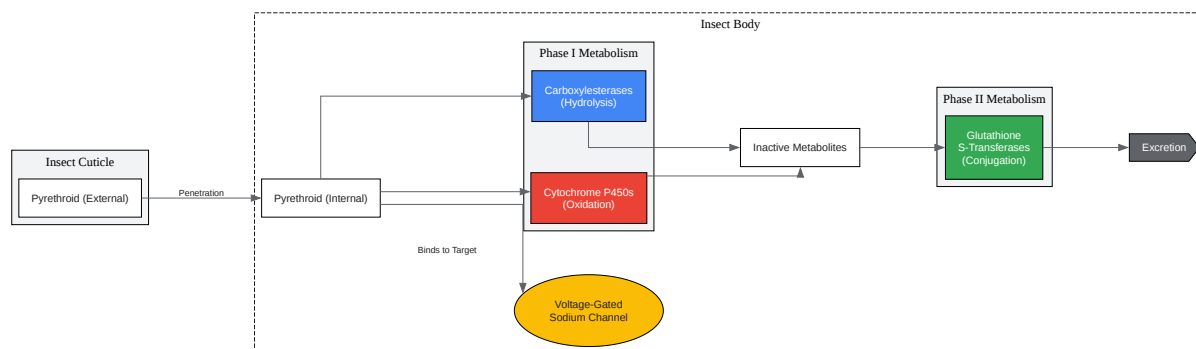 Insect Body
Phase I Metabolism
Carboxylesterases
(Hydrolysis)
Phase II Metabolism
Insect Cuticle
Glutathione
S-Transferases
(Conjugation)
Inactive Metabolites
Excretion
Pyrethroid (External)
Penetration
Pyrethroid (Internal)
Cytochrome P450s
(Oxidation)
Binds to Target
Voltage-Gated
Sodium Channel